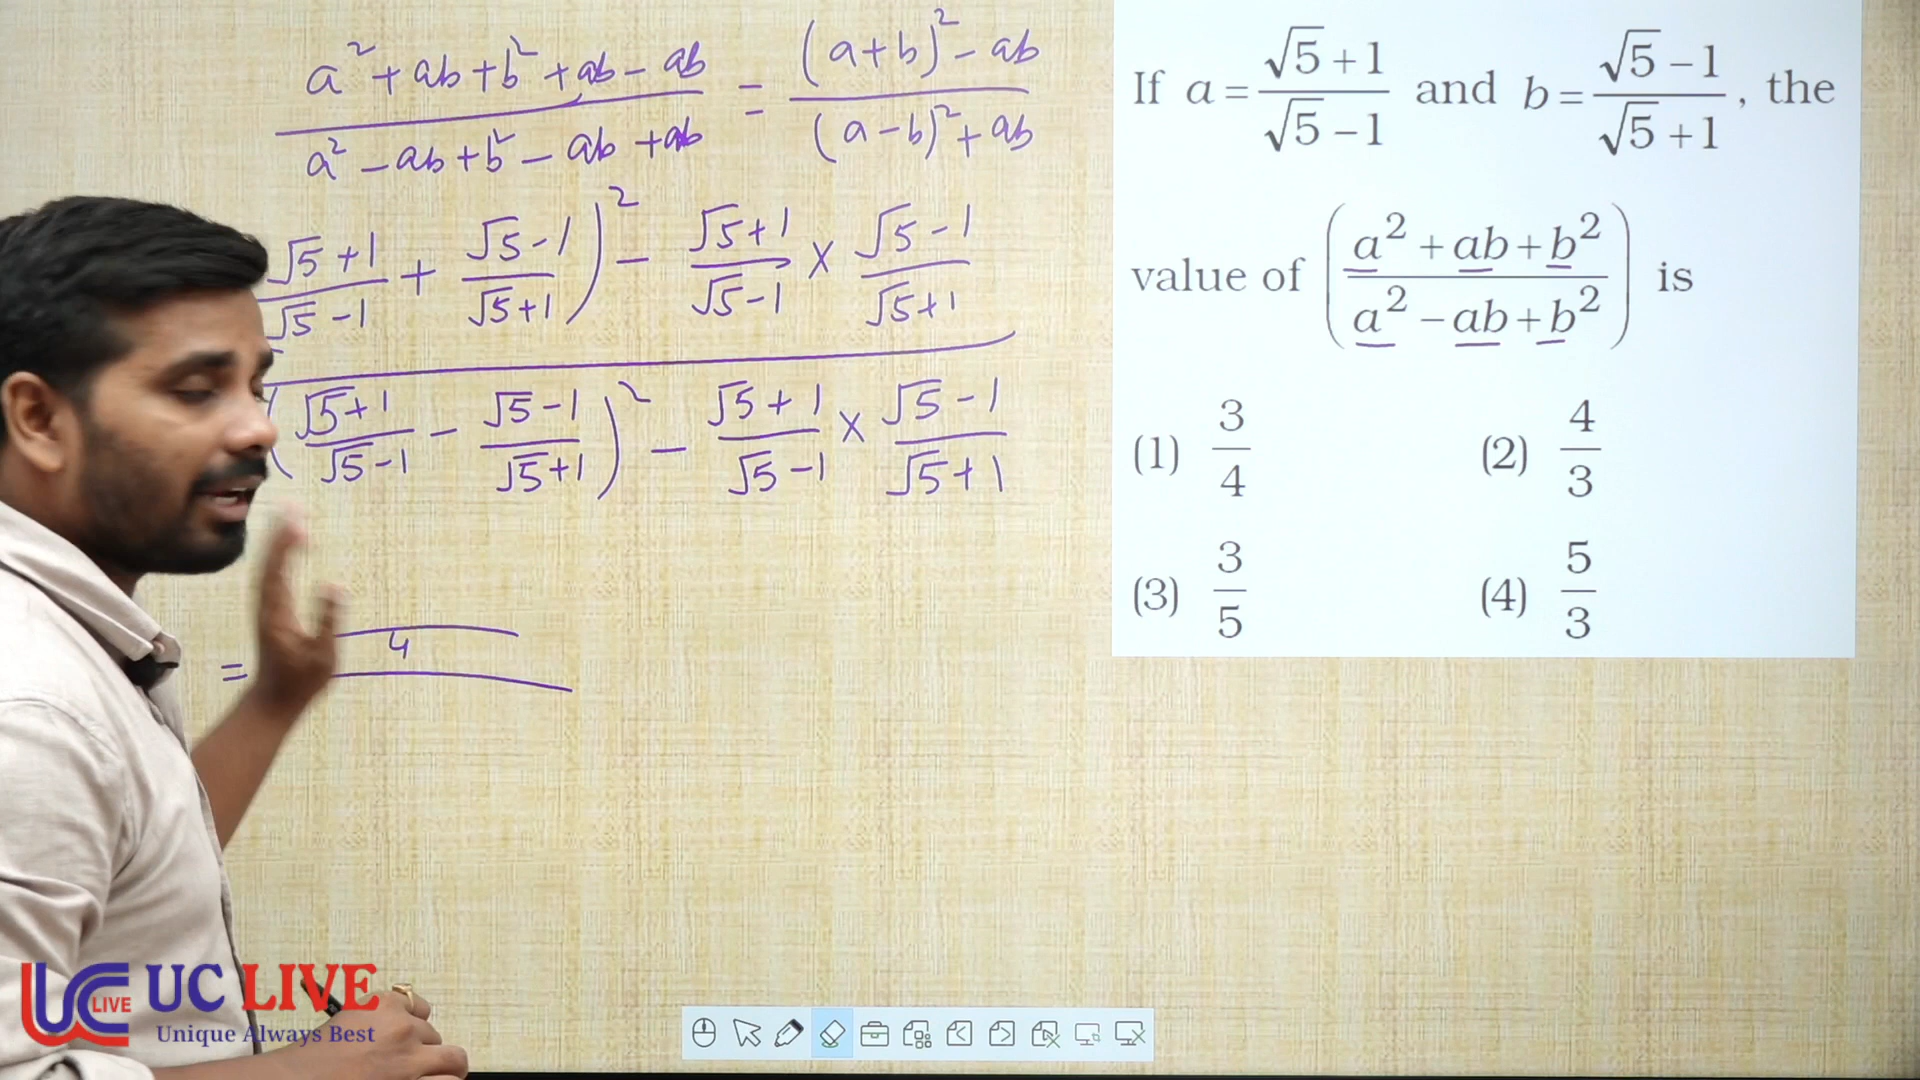 a² + ab + b² + ab - ab / a² - ab + b² - ab + ab = (a+b)² - ab / (a-b)² + ab
√5+1 / √5-1 + √5-1 / √5+1)² - √5+1 / √5-1 × √5-1 / √5+1
(√5+1 / √5-1 - √5-1 / √5+1)² - √5+1 / √5-1 × √5-1 / √5+1
= 4
If a = √5+1 / √5-1 and b = √5-1 / √5+1, the
value of (a² + ab + b² / a² - ab + b²) is
(1) 3/4 (2) 4/3
(3) 3/5 (4) 5/3
UC LIVE
LIVE
Unique Always Best